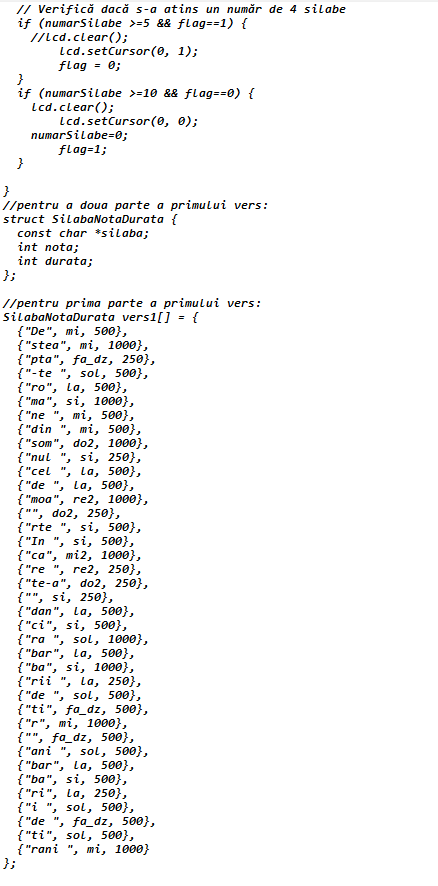 // Verifică dacă s-a atins un număr de 4 silabe
if (numarSilabe >=5 && flag==1) {
//lcd.clear();
lcd.setCursor(0, 1);
flag = 0;
}
if (numarSilabe >=10 && flag==0) {
lcd.clear();
lcd.setCursor(0, 0);
numarSilabe=0;
flag=1;
}
}
//pentru a doua parte a primului vers:
struct SilabaNotaDurata {
const char *silaba;
int nota;
int durata;
};
//pentru prima parte a primului vers:
SilabaNotaDurata vers1[] = {
{"De", mi, 500},
{"stea", mi, 1000},
{"pta", fa_dz, 250},
{"-te ", sol, 500},
{"ro", la, 500},
{"ma", si, 1000},
{"ne ", mi, 500},
{"din ", mi, 500},
{"som", do2, 1000},
{"nul ", si, 250},
{"cel ", la, 500},
{"de ", la, 500},
{"moa", re2, 1000},
{"", do2, 250},
{"rte ", si, 500},
{"In ", si, 500},
{"ca", mi2, 1000},
{"re ", re2, 250},
{"te-a", do2, 250},
{"", si, 250},
{"dan", la, 500},
{"ci", si, 500},
{"ra ", sol, 1000},
{"bar", la, 500},
{"ba", si, 1000},
{"rii ", la, 250},
{"de ", sol, 500},
{"ti", fa_dz, 500},
{"r", mi, 1000},
{"", fa_dz, 500},
{"ani ", sol, 500},
{"bar", la, 500},
{"ba", si, 500},
{"ri", la, 250},
{"i ", sol, 500},
{"de ", fa_dz, 500},
{"ti", sol, 500},
{"rani ", mi, 1000}
};